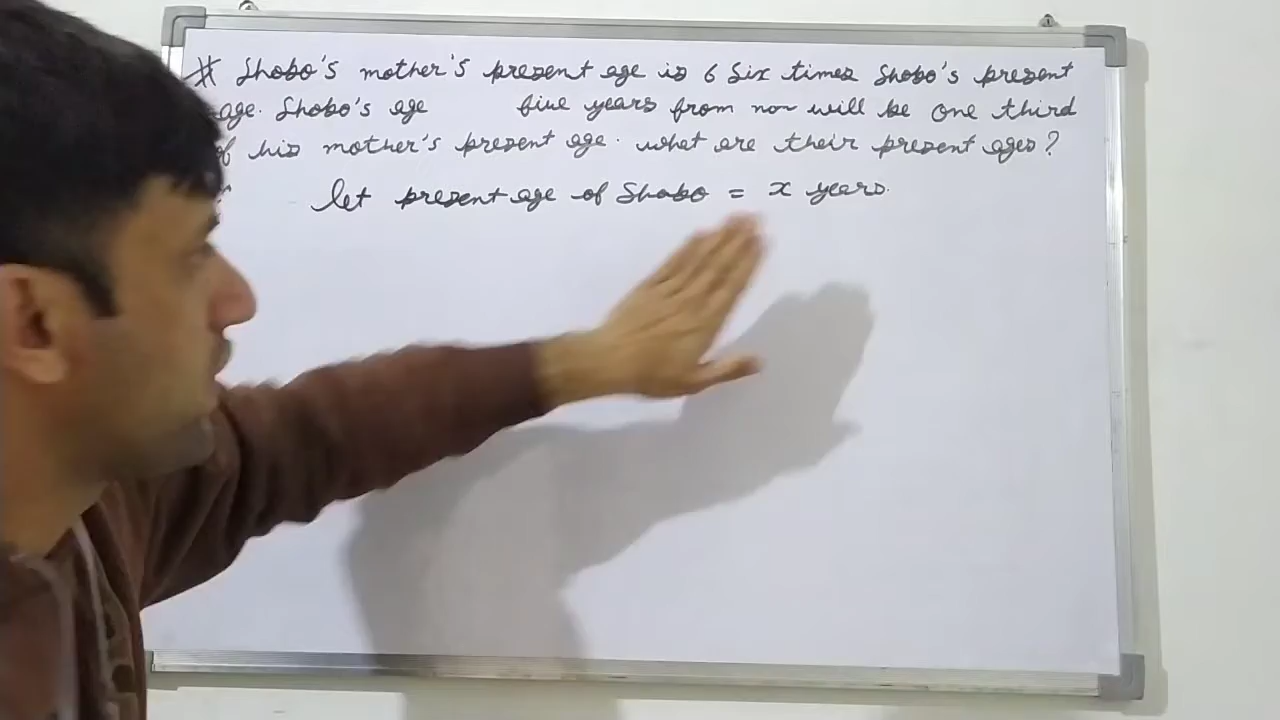 # Shobo's mother's present age is 6 Six times Shobo's present
age. Shobo's age five years from now will be one third
of his mother's present age. what are their present ages?
let present age of Shobo = x years.